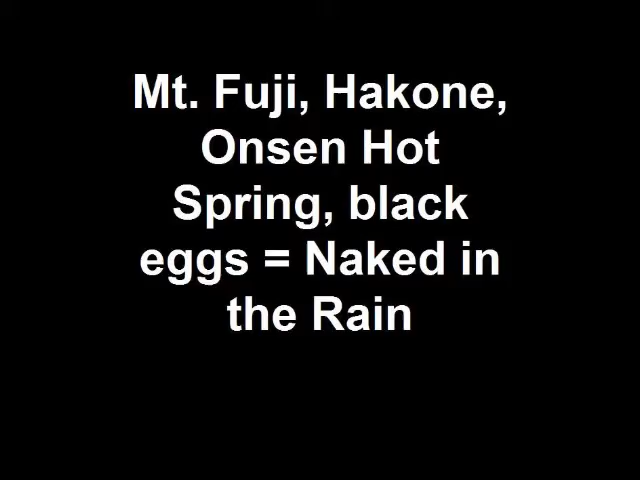 Mt. Fuji, Hakone,
Onsen Hot
Spring, black
eggs = Naked in
the Rain